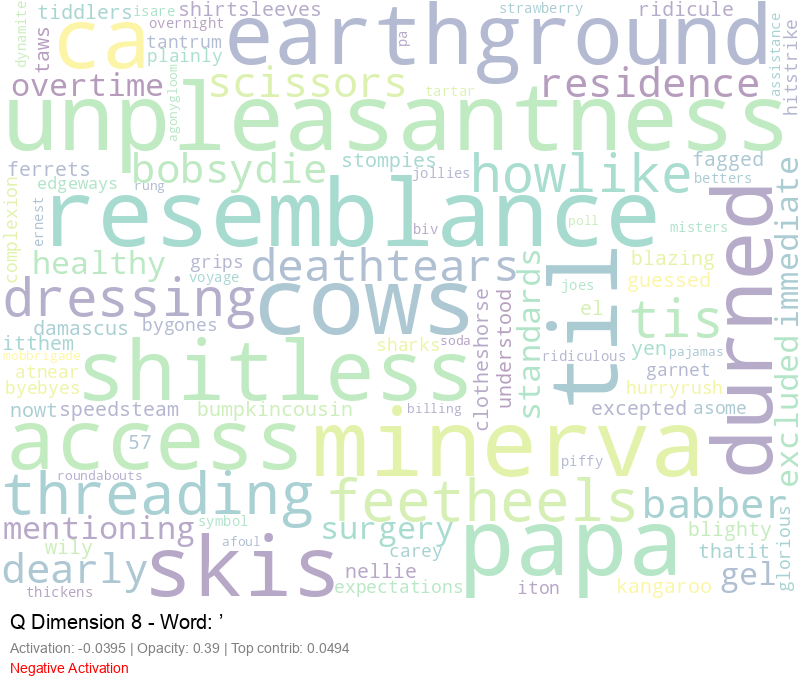 tiddlers isare shirtsleeves strawberry ridicule
dynamite taws ca overnight earthground assistance
tantrum pa hitstrike
plainly
overtime scissors residence
agonygloom tartar
unpleasantness
ferrets bobsydie stompies howlike fagged
edgeways rung jollies betters
complexion ernest resemblance poll misters durned immediate
biv
healthy grips deathtears standards blazing
voyage guessed
dressing cows til joes el tis
damascus bygones clotheshorse understood
itthem soda
mobbrigade shitless sharks ridiculous yen pajamas
atnear garnet
byebyes hurryrush excluded
nowt speedsteam bumpkincousin . billing excepted asome
access 57 minerva
roundabouts piffy
threading feetheels babber
mentioning symbol surgery papa blighty
wily afoul carey thatit glorious
dearly skis nellie gel
thickens expectations iton kangaroo
Q Dimension 8 - Word: ’
Activation: -0.0395 | Opacity: 0.39 | Top contrib: 0.0494
Negative Activation